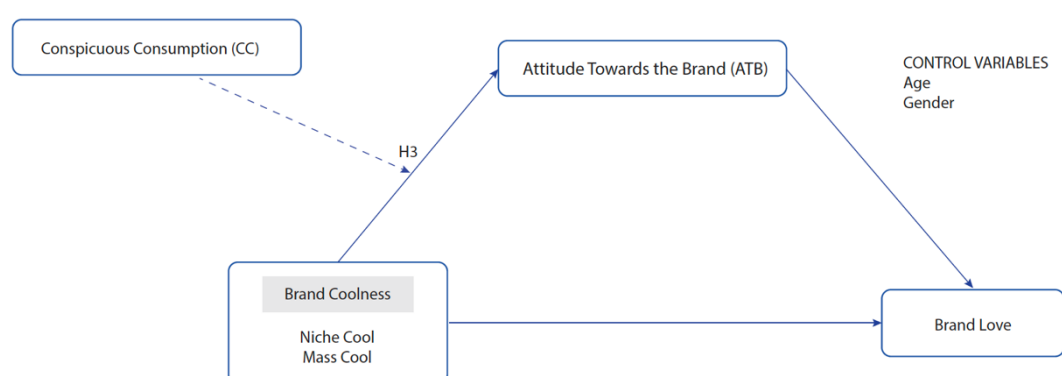 Conspicuous Consumption (CC)
Attitude Towards the Brand (ATB)
CONTROL VARIABLES
Age
Gender
H3
Brand Coolness
Niche Cool
Mass Cool
Brand Love